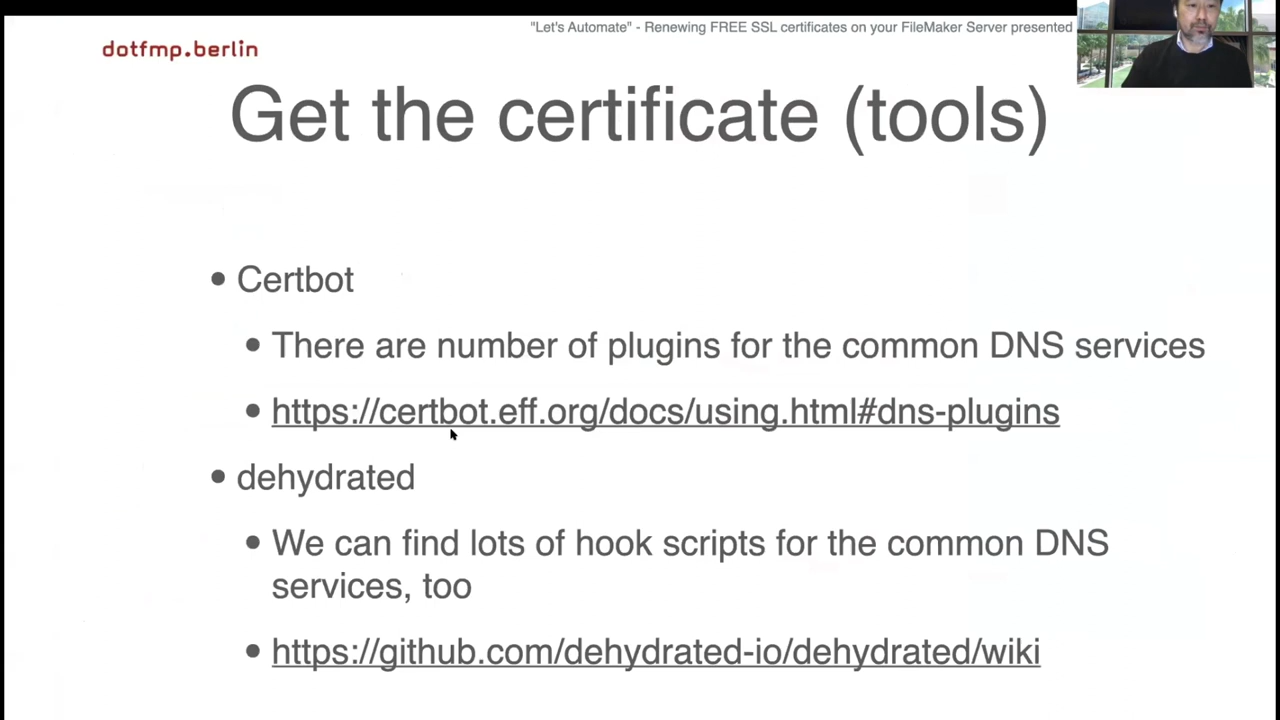 "Let's Automate" - Renewing FREE SSL certificates on your FileMaker Server presented
dotfmp.berlin
Get the certificate (tools)
• Certbot
• There are number of plugins for the common DNS services
• https://certbot.eff.org/docs/using.html#dns-plugins
• dehydrated
• We can find lots of hook scripts for the common DNS
services, too
• https://github.com/dehydrated-io/dehydrated/wiki